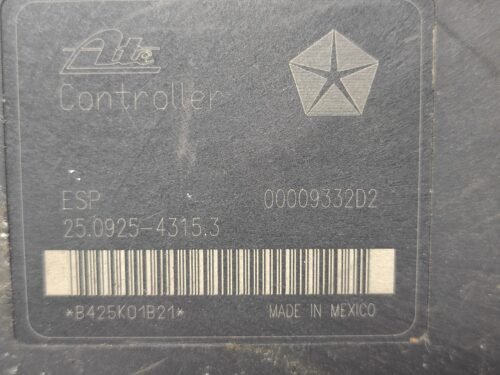 Ate
Controller
ESP 00009332D2
25.0925-4315.3
*B425K01B21* MADE IN MEXICO